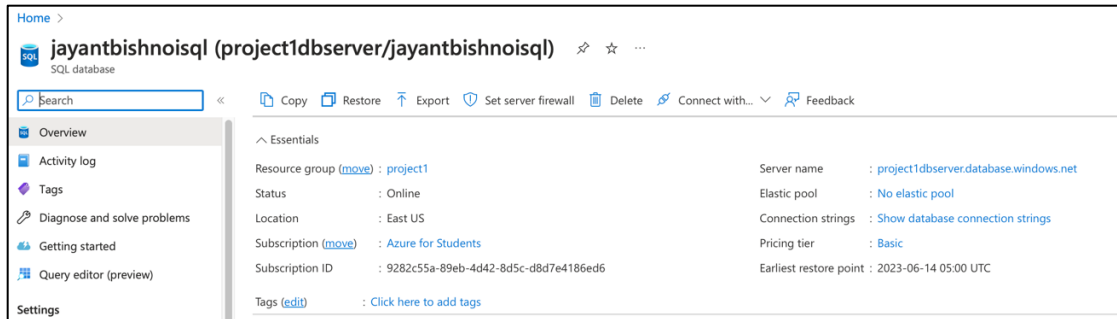 Home >
jayantbishnoisql (project1dbserver/jayantbishnoisql)
SQL
SQL database
Search
Copy Restore Export Set server firewall Delete Connect with... Feedback
Overview
Activity log
Tags
Diagnose and solve problems
Getting started
Query editor (preview)
Settings
Essentials
Resource group (move) : project1
Status : Online
Location : East US
Subscription (move) : Azure for Students
Subscription ID : 9282c55a-89eb-4d42-8d5c-d8d7e4186ed6
Tags (edit) : Click here to add tags
Server name : project1dbserver.database.windows.net
Elastic pool : No elastic pool
Connection strings : Show database connection strings
Pricing tier : Basic
Earliest restore point : 2023-06-14 05:00 UTC